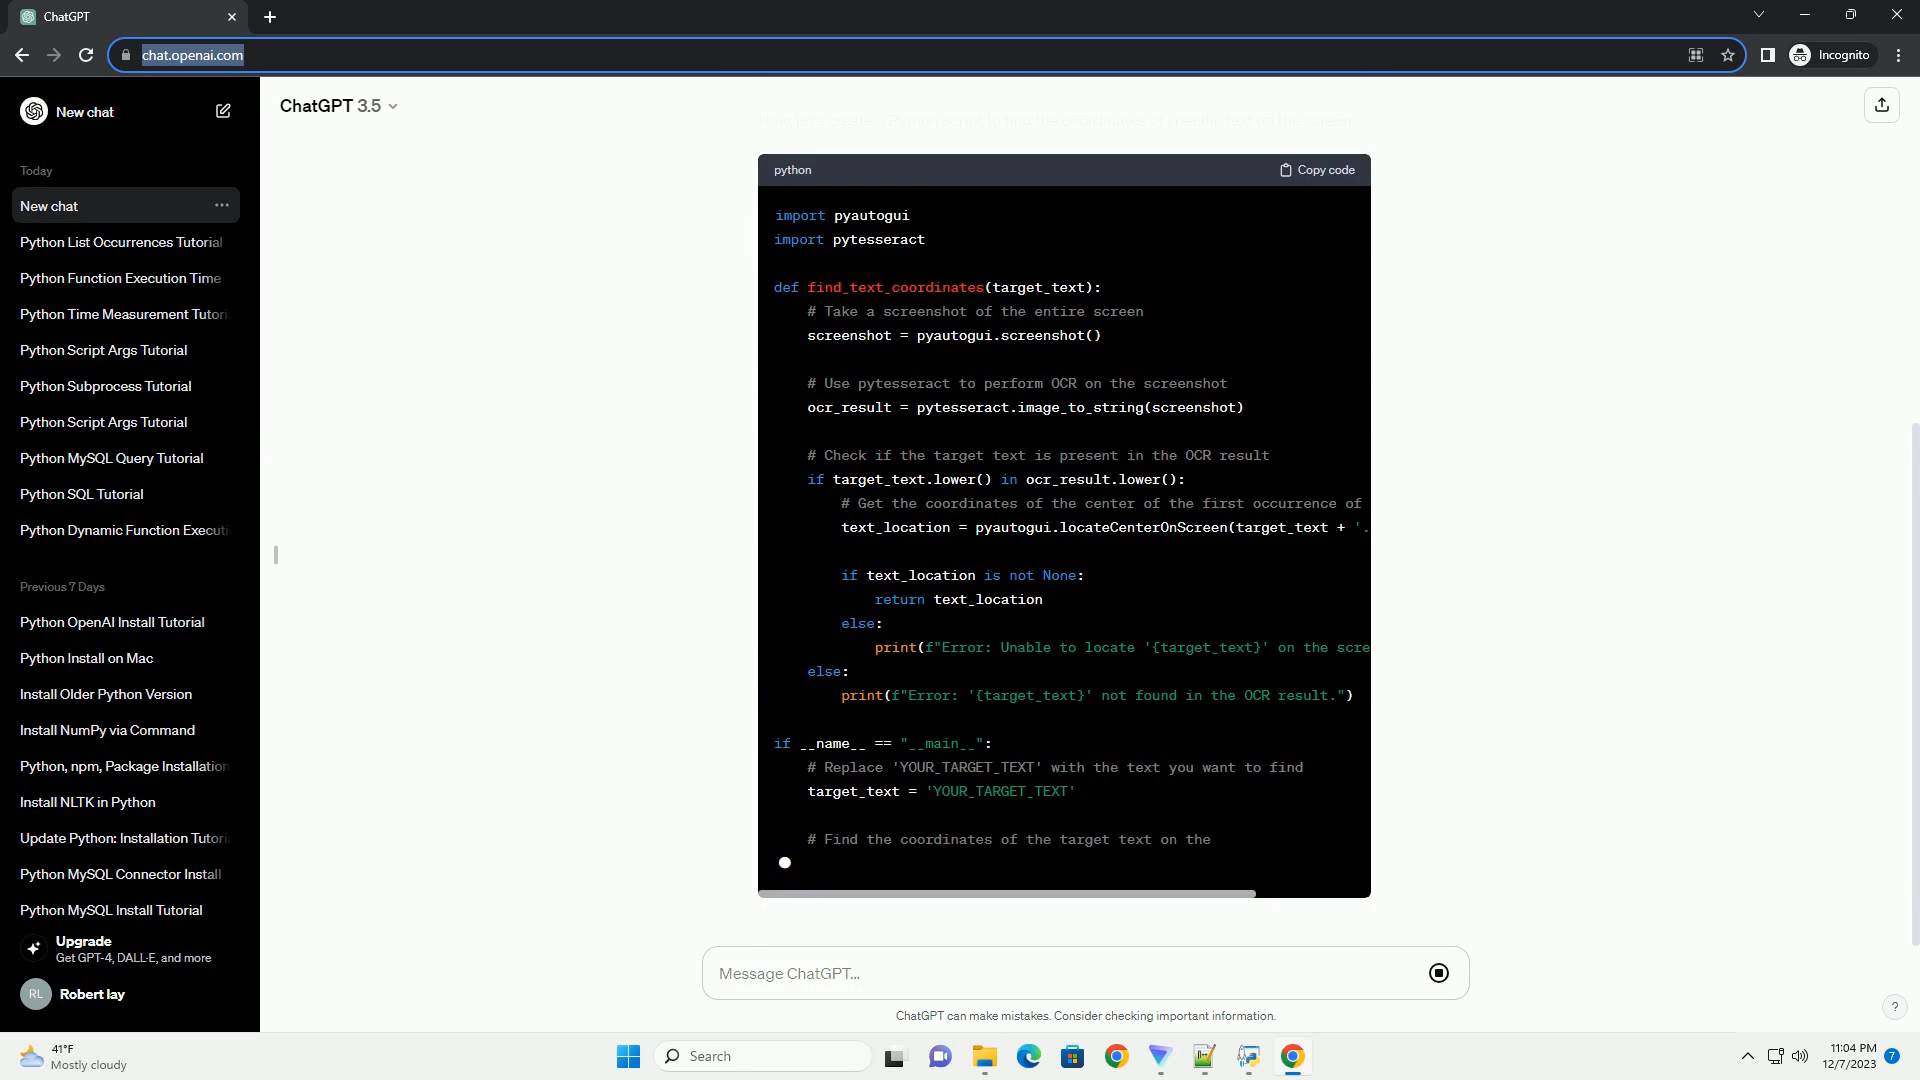 ChatGPT
chat.openai.com
Incognito
New chat
ChatGPT 3.5
Today
New chat
Python List Occurrences Tutorial
Python Function Execution Time
Python Time Measurement Tutori
Python Script Args Tutorial
Python Subprocess Tutorial
Python Script Args Tutorial
Python MySQL Query Tutorial
Python SQL Tutorial
Python Dynamic Function Executi
Previous 7 Days
Python OpenAI Install Tutorial
Python Install on Mac
Install Older Python Version
Install NumPy via Command
Python, npm, Package Installation
Install NLTK in Python
Update Python: Installation Tutori
Python MySQL Connector Install
Python MySQL Install Tutorial
Upgrade
Get GPT-4, DALL·E, and more
RL
Robert lay
python
Copy code
import pyautogui
import pytesseract
def find_text_coordinates(target_text):
# Take a screenshot of the entire screen
screenshot = pyautogui.screenshot()
# Use pytesseract to perform OCR on the screenshot
ocr_result = pytesseract.image_to_string(screenshot)
# Check if the target text is present in the OCR result
if target_text.lower() in ocr_result.lower():
# Get the coordinates of the center of the first occurrence of
text_location = pyautogui.locateCenterOnScreen(target_text + '.
if text_location is not None:
return text_location
else:
print(f"Error: Unable to locate '{target_text}' on the scre
else:
print(f"Error: '{target_text}' not found in the OCR result.")
if __name__ == "__main__":
# Replace 'YOUR_TARGET_TEXT' with the text you want to find
target_text = 'YOUR_TARGET_TEXT'
# Find the coordinates of the target text on the
Message ChatGPT...
ChatGPT can make mistakes. Consider checking important information.
?
41°F
Mostly cloudy
Search
11:04 PM
12/7/2023
7